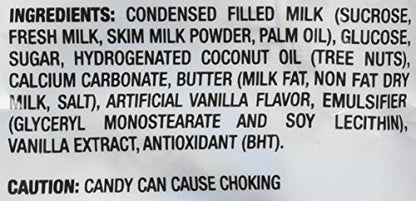 INGREDIENTS: CONDENSED FILLED MILK (SUCROSE,
FRESH MILK, SKIM MILK POWDER, PALM OIL), GLUCOSE,
SUGAR, HYDROGENATED COCONUT OIL (TREE NUTS),
CALCIUM CARBONATE, BUTTER (MILK FAT, NON FAT DRY
MILK, SALT), ARTIFICIAL VANILLA FLAVOR, EMULSIFIER
(GLYCERYL MONOSTEARATE AND SOY LECITHIN),
VANILLA EXTRACT, ANTIOXIDANT (BHT).
CAUTION: CANDY CAN CAUSE CHOKING